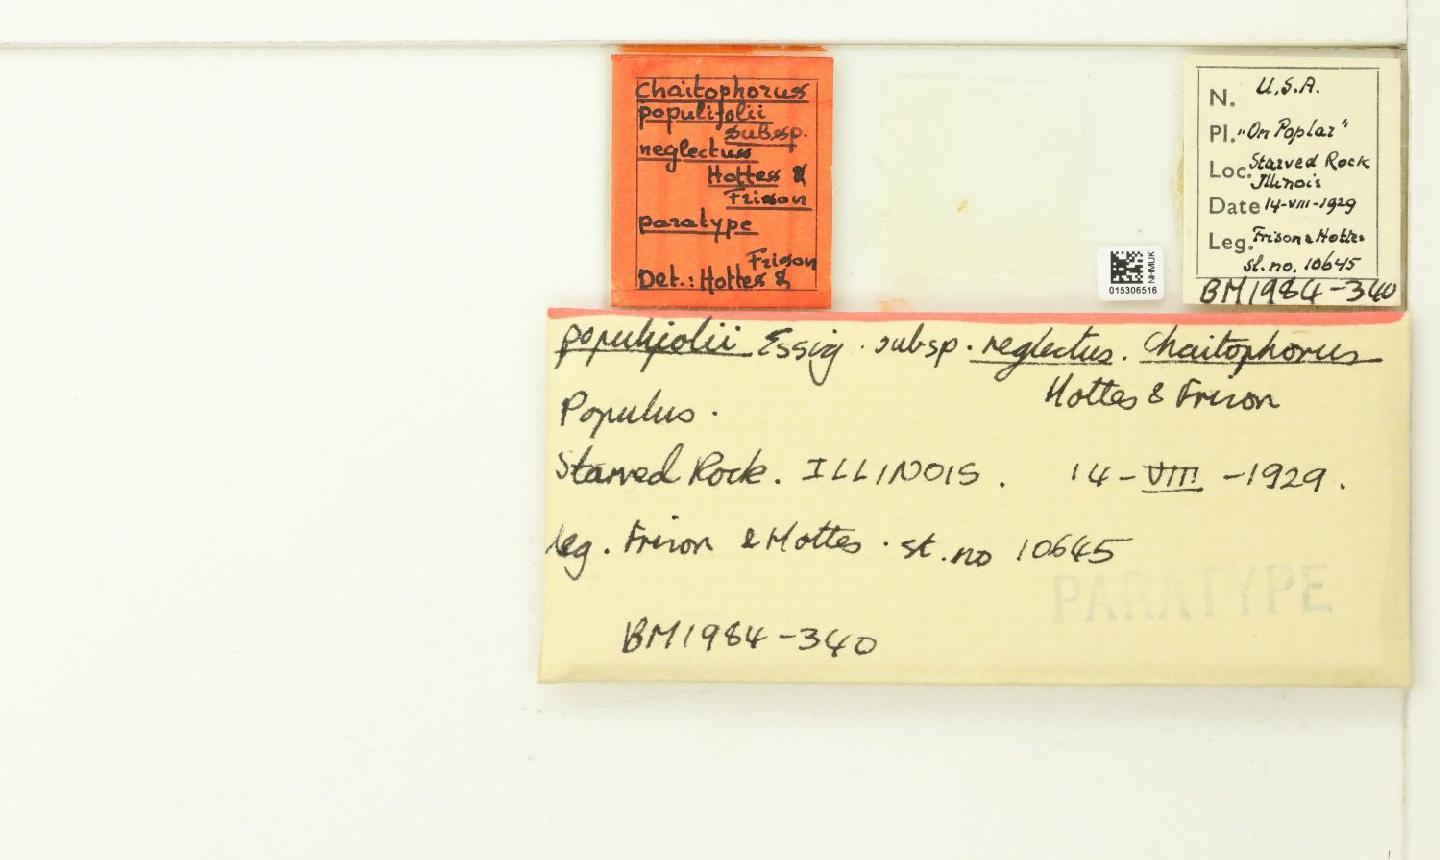 Chaitophorus
populifolii
subsp.
neglectus
Hottes &
Frison
paratype
Frison
Det.: Hottes &
NHMUK
015306516
N. U.S.A.
Pl. "On Poplar"
Loc. Starved Rock
Illinois
Date 14-VIII-1929
Leg. Frison & Hottes
sl.no. 10645
BM1984-340
populifolii Essig. subsp. neglectus. Chaitophorus
Hottes & Frison
Populus.
Starved Rock. ILLINOIS. 14-VIII-1929.
leg. Frison & Hottes. st.no 10645
PARATYPE
BM1984-340